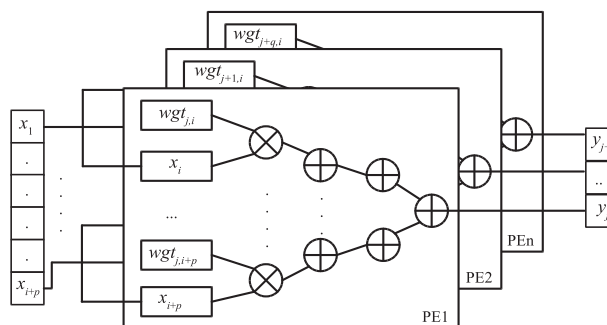 wgt_{j+q,i}
wgt_{j+1,i}
x_1
wgt_{j,i}
x_i
...
wgt_{j,i+p}
x_{i+p}
x_{i+p}
..
y_j
PEn
PE2
PE1